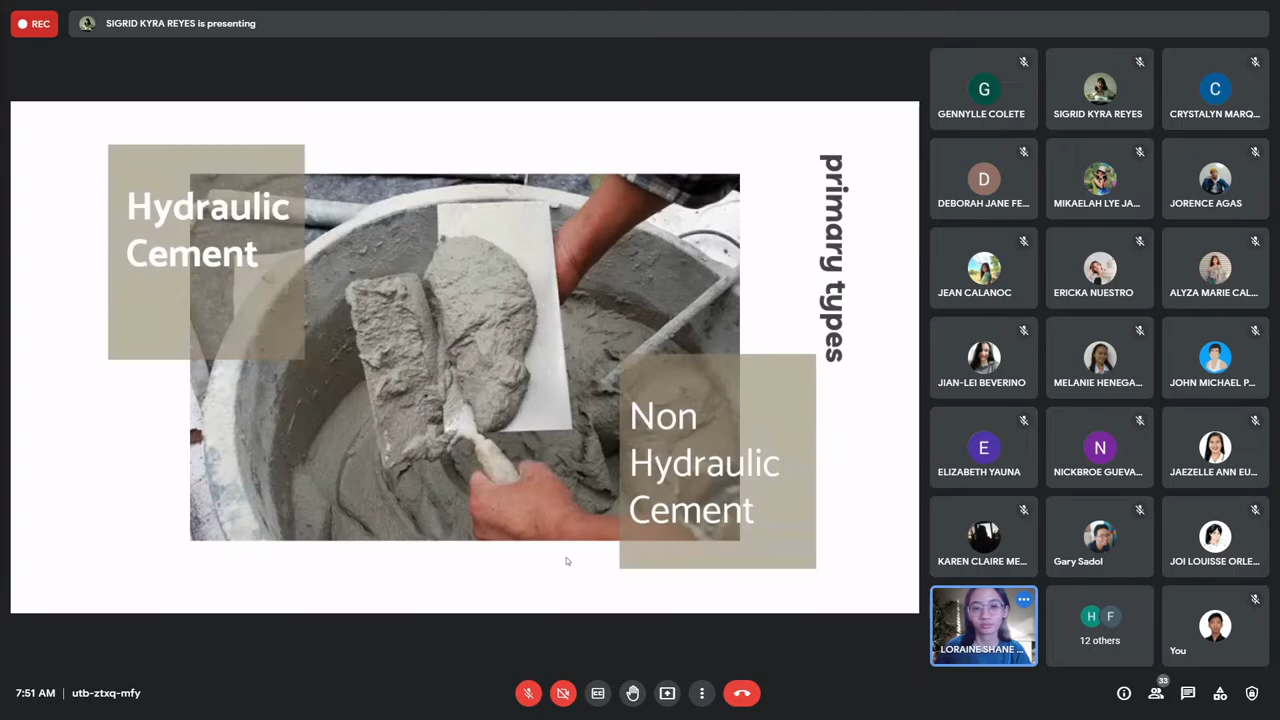 REC
SIGRID KYRA REYES is presenting
Hydraulic
Cement
primary types
Non
Hydraulic
Cement
G
GENNYLLE COLETE
SIGRID KYRA REYES
C
CRYSTALYN MARQ...
D
DEBORAH JANE FE...
MIKAELAH LYE JA...
JORENCE AGAS
JEAN CALANOC
ERICKA NUESTRO
ALYZA MARIE CAL...
JIAN-LEI BEVERINO
MELANIE HENEGA...
JOHN MICHAEL P...
E
ELIZABETH YAUNA
N
NICKBROE GUEVA...
JAEZELLE ANN EU...
KAREN CLAIRE ME...
Gary Sadol
JOI LOUISSE ORLE...
LORAINE SHANE ...
H F
12 others
You
7:51 AM | utb-ztxq-mfy
33